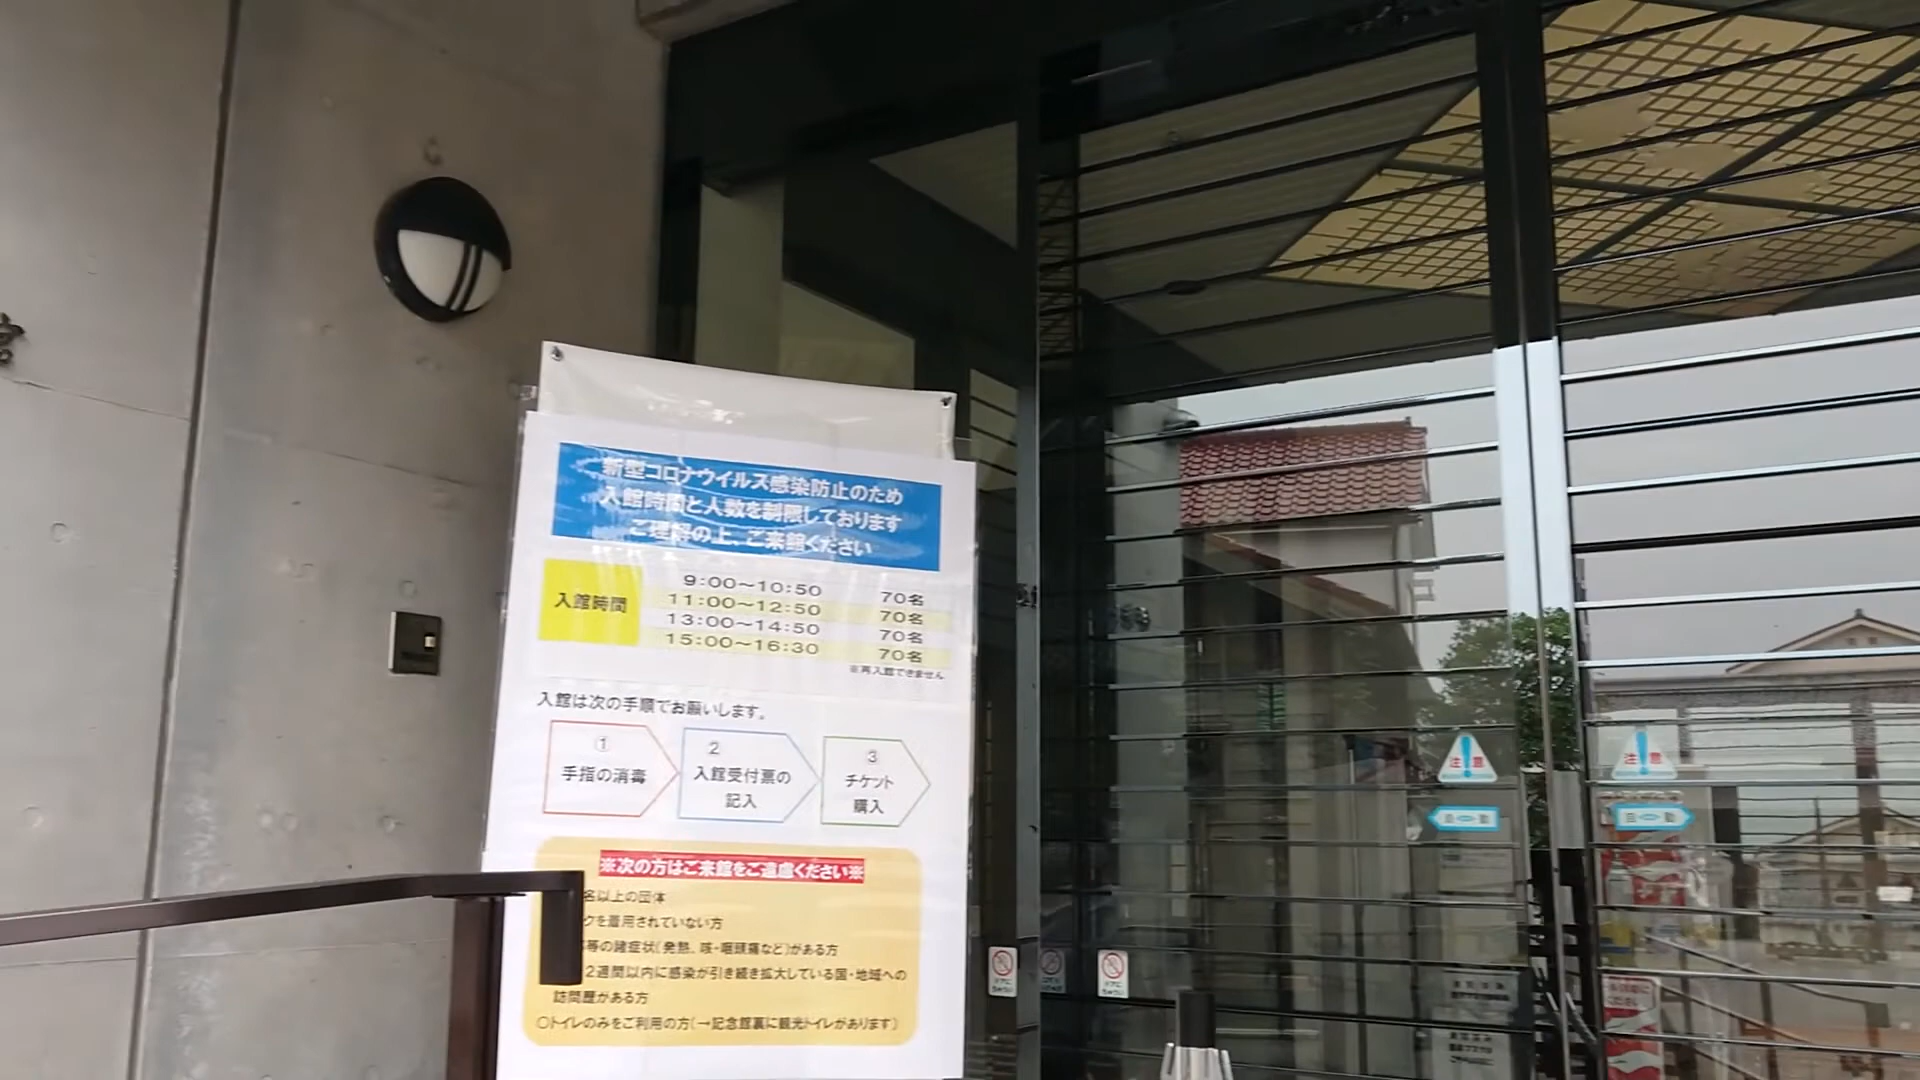 新型コロナウイルス感染防止のため
入館時間と人数を制限しております
ご理解の上、ご来館ください
入館時間
9:00～10:50 70名
11:00～12:50 70名
13:00～14:50 70名
15:00～16:30 70名
※再入館できません
入館は次の手順でお願いします。
①
手指の消毒
2
入館受付票の
記入
③
チケット
購入
※次の方はご来館をご遠慮ください※
名以上の団体
クを着用されていない方
等の諸症状(発熱、咳・咽頭痛など)がある方
2週間以内に感染が引き続き拡大している国・地域への
訪問歴がある方
○トイレのみをご利用の方(→記念館裏に観光トイレがあります)
注意
注意
自動
自動